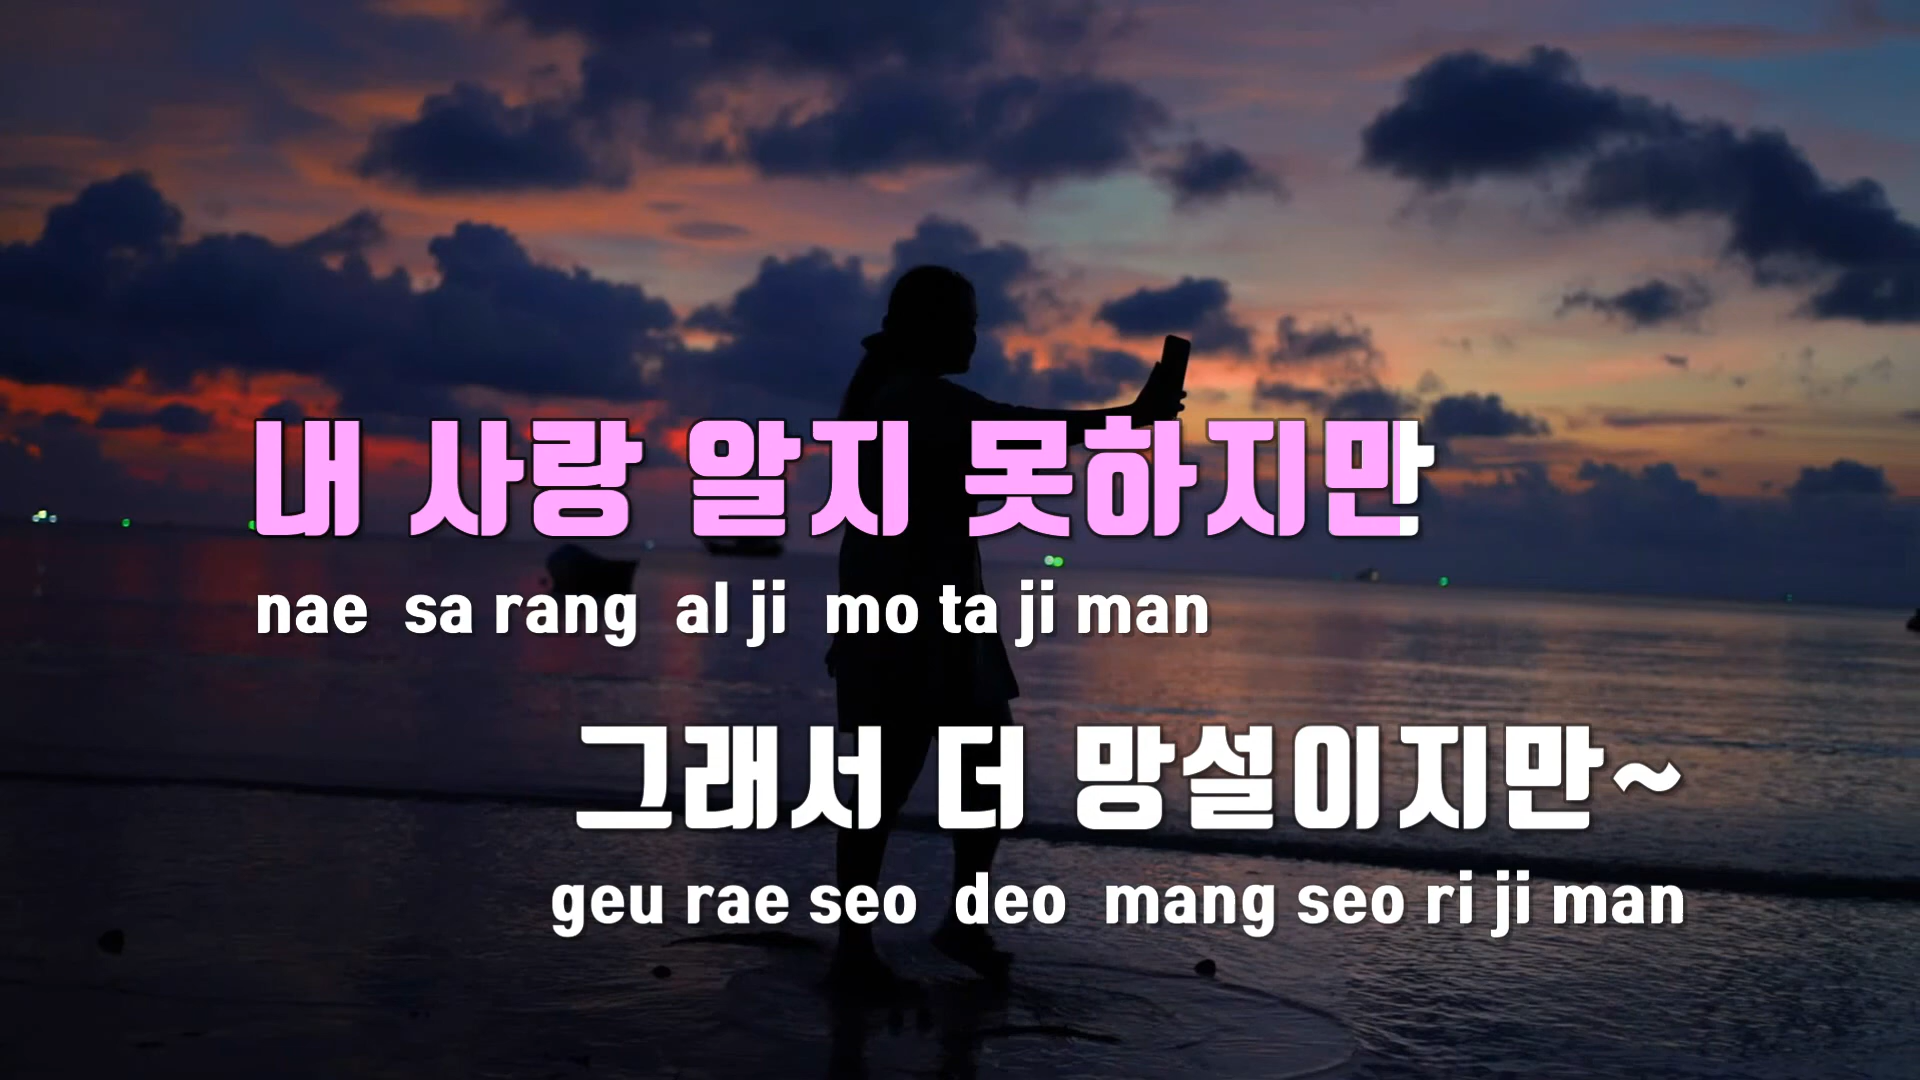 내 사랑 알지 못하지만
nae sa rang al ji mo ta ji man
그래서 더 망설이지만~
geu rae seo deo mang seo ri ji man